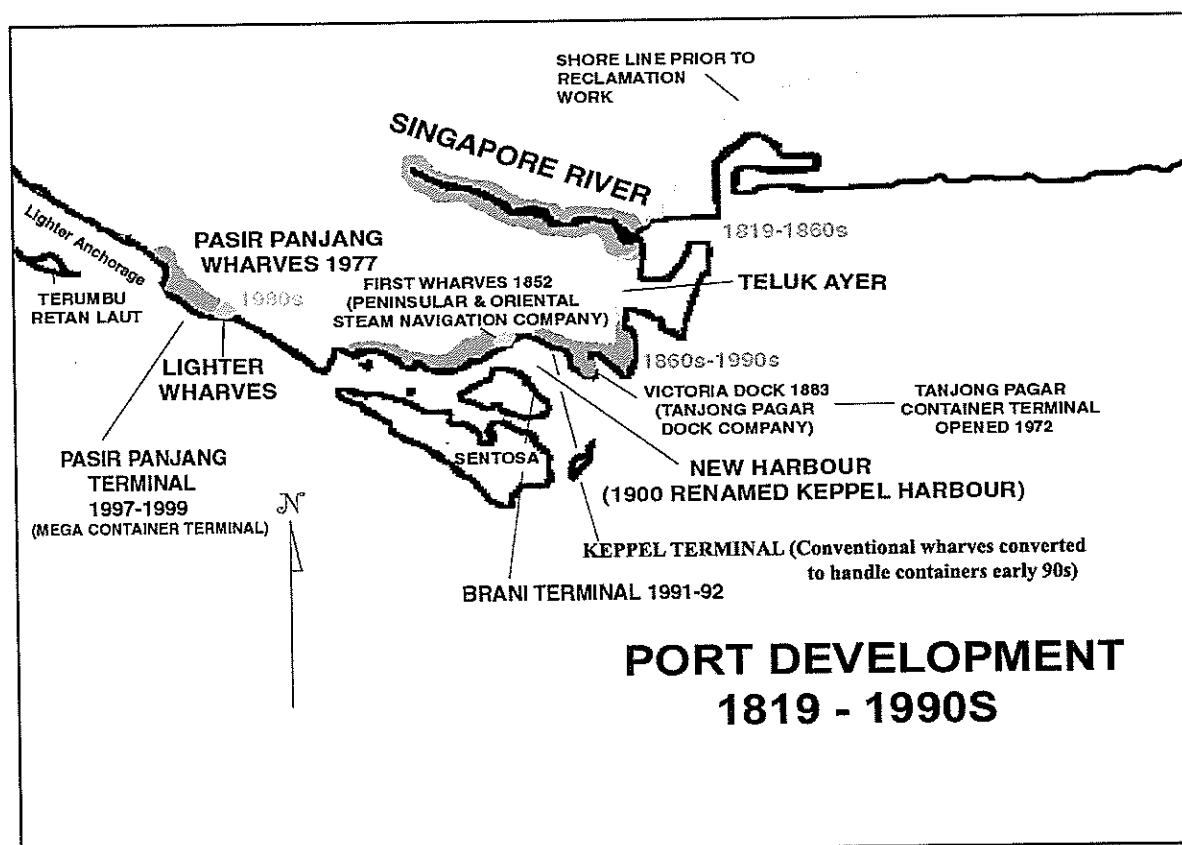 SHORE LINE PRIOR TO
RECLAMATION
WORK
SINGAPORE RIVER
1819-1860s
Lighter Anchorage
PASIR PANJANG
WHARVES 1977
TERUMBU
RETAN LAUT
1980s
FIRST WHARVES 1852
(PENINSULAR & ORIENTAL
STEAM NAVIGATION COMPANY)
TELUK AYER
LIGHTER
WHARVES
1860s-1990s
VICTORIA DOCK 1883
(TANJONG PAGAR
DOCK COMPANY)
TANJONG PAGAR
CONTAINER TERMINAL
OPENED 1972
PASIR PANJANG
TERMINAL
1997-1999
(MEGA CONTAINER TERMINAL)
SENTOSA
NEW HARBOUR
(1900 RENAMED KEPPEL HARBOUR)
N
KEPPEL TERMINAL (Conventional wharves converted
to handle containers early 90s)
BRANI TERMINAL 1991-92
PORT DEVELOPMENT
1819 - 1990S